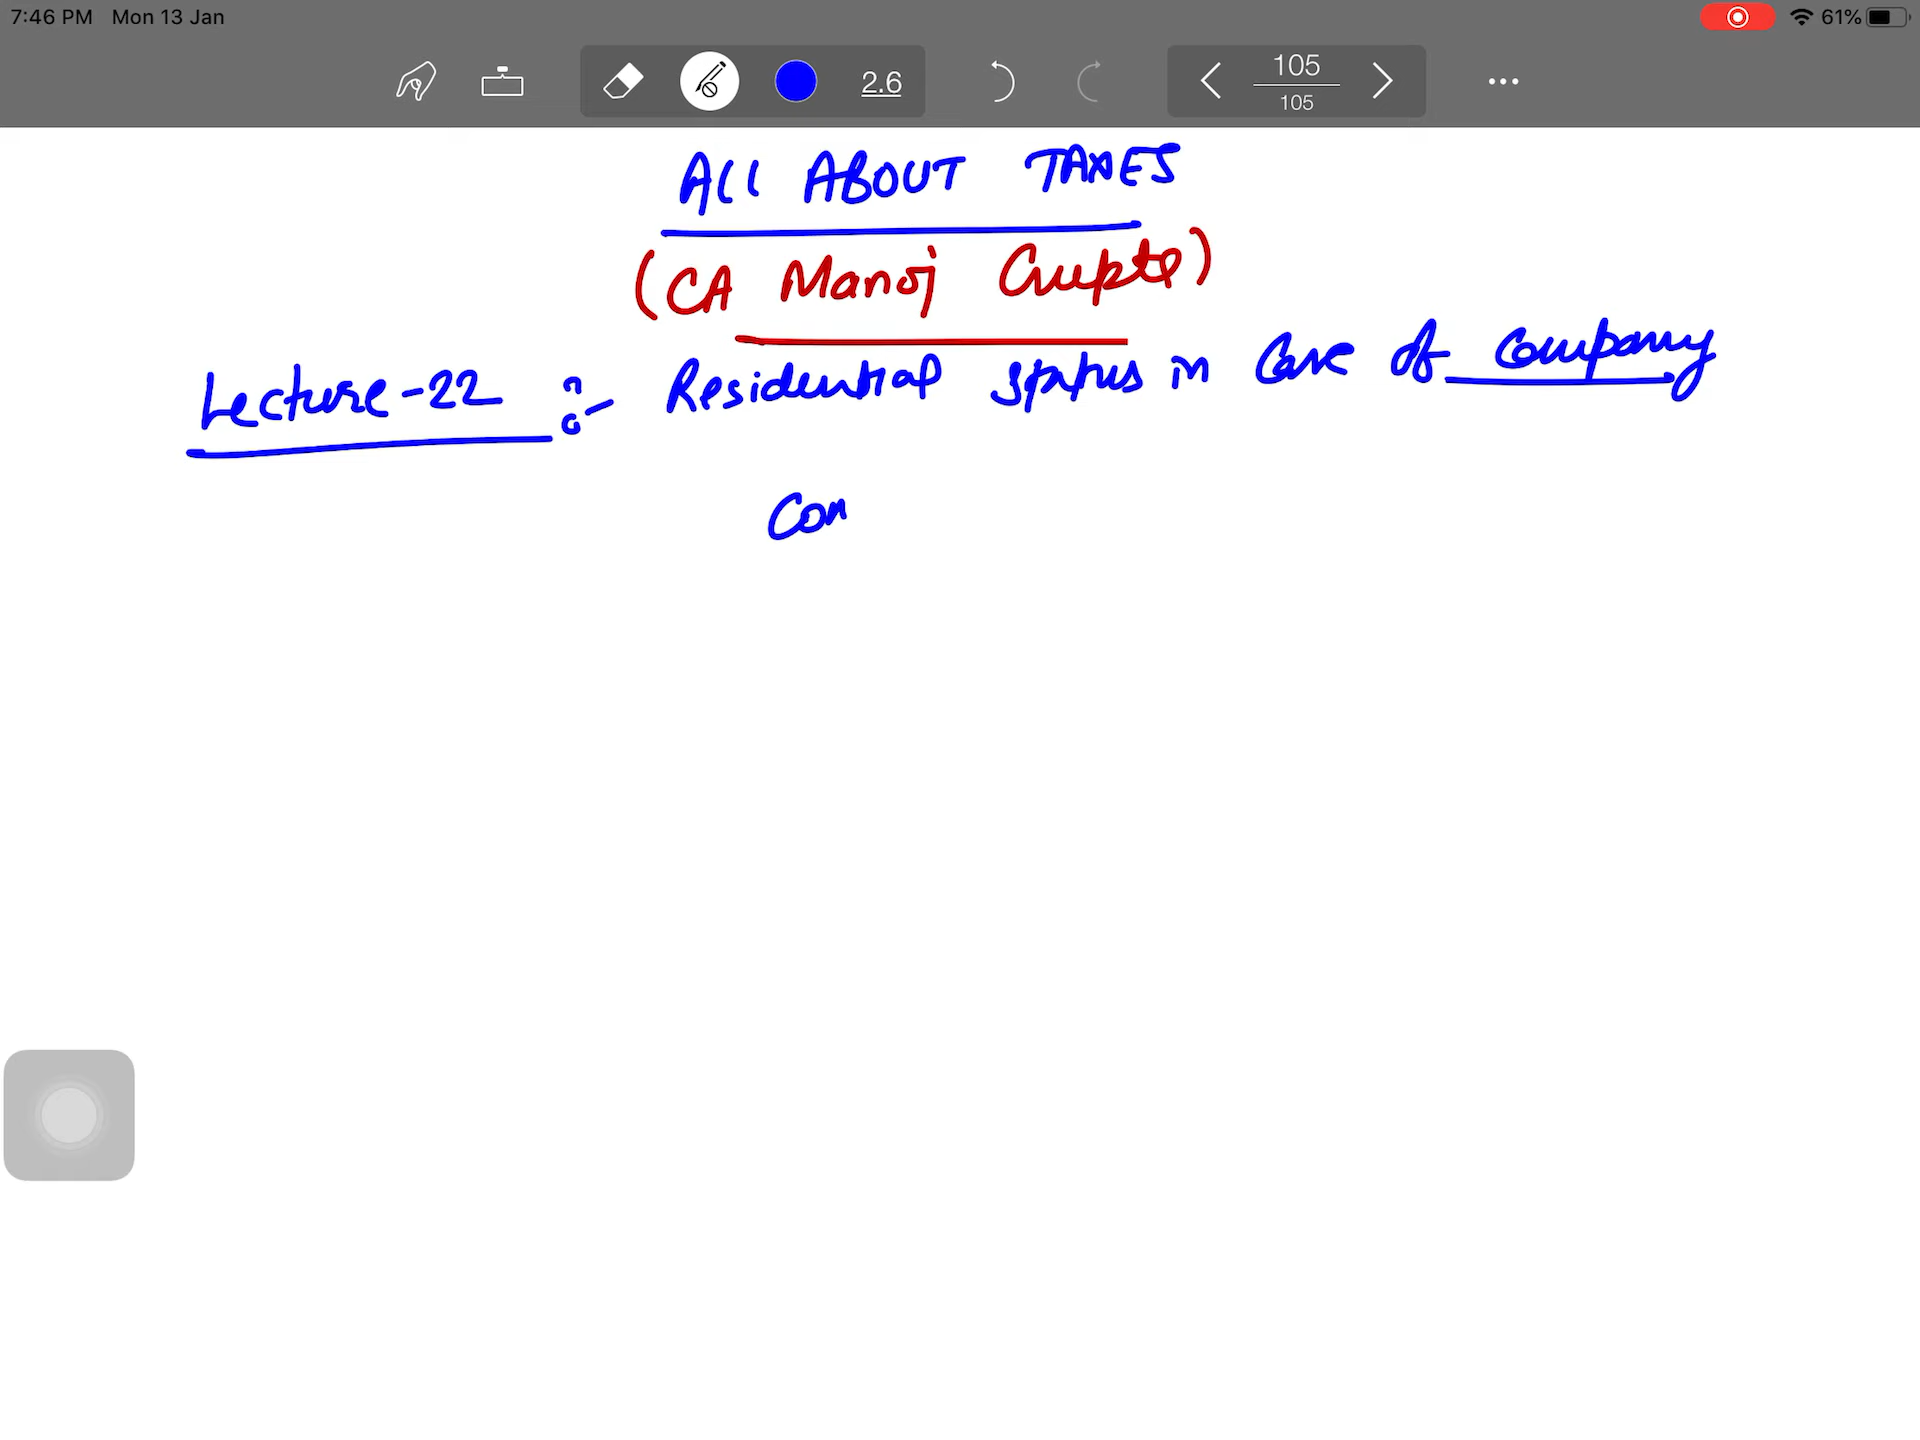 7:46 PM Mon 13 Jan 61%
2.6 105
105
ALL ABOUT TAXES
(CA Manoj Gupta)
Lecture-22 :- Residential Status in Case of Company
Com